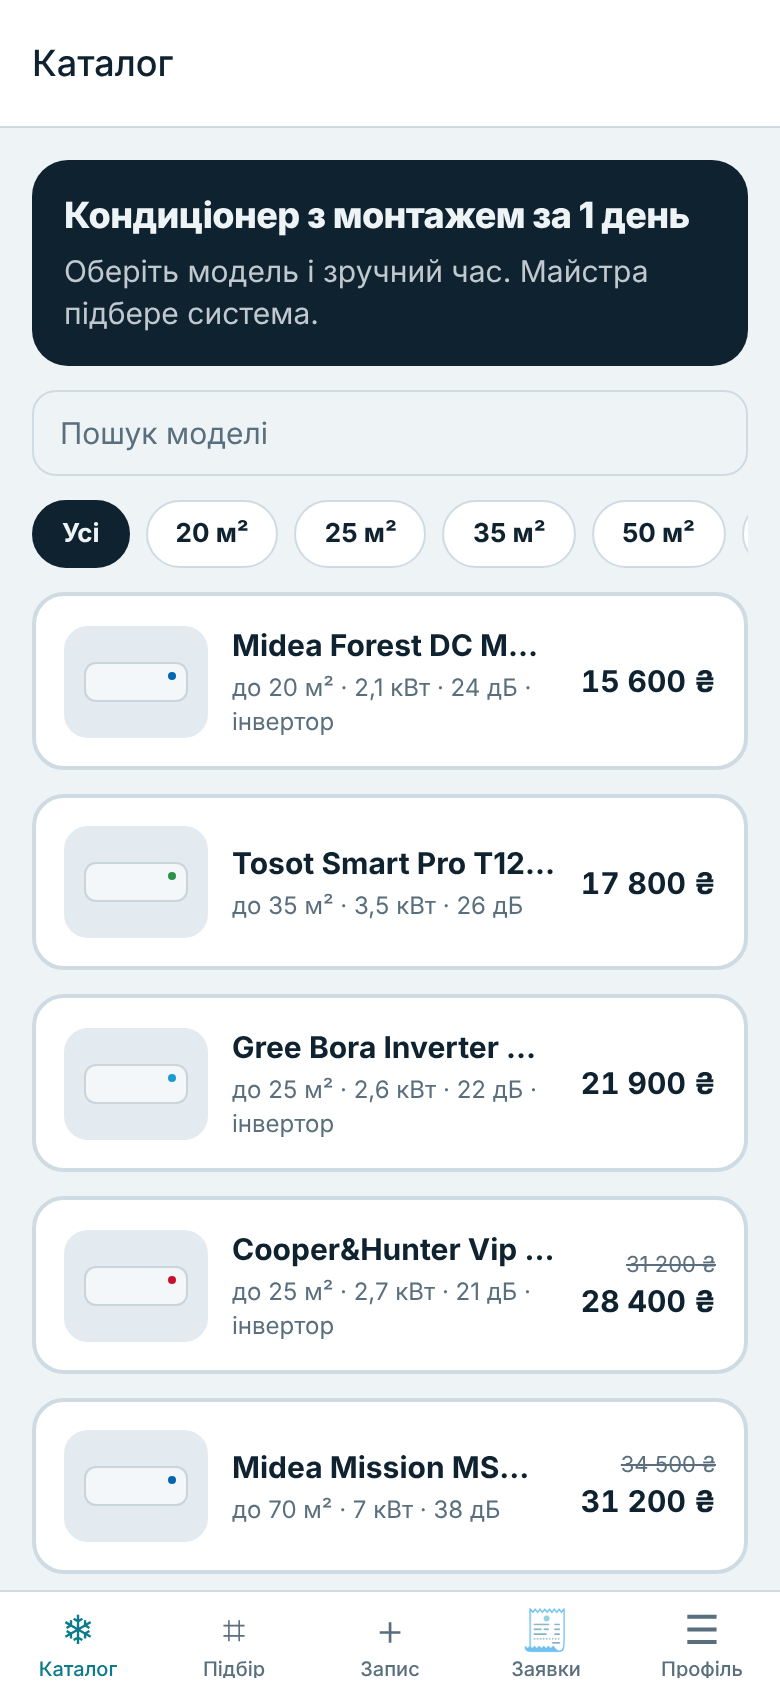 Каталог
Кондиціонер з монтажем за 1 день
Оберіть модель і зручний час. Майстра
підбере система.
Пошук моделі
Усі
20 м²
25 м²
35 м²
50 м²
Midea Forest DC M...
до 20 м² · 2,1 кВт · 24 дБ ·
інвертор
15 600 ₴
Tosot Smart Pro T12...
до 35 м² · 3,5 кВт · 26 дБ
17 800 ₴
Gree Bora Inverter ...
до 25 м² · 2,6 кВт · 22 дБ ·
інвертор
21 900 ₴
Cooper&Hunter Vip ...
до 25 м² · 2,7 кВт · 21 дБ ·
інвертор
31 200 ₴
28 400 ₴
Midea Mission MS...
до 70 м² · 7 кВт · 38 дБ
34 500 ₴
31 200 ₴
Каталог
Підбір
Запис
Заявки
Профіль